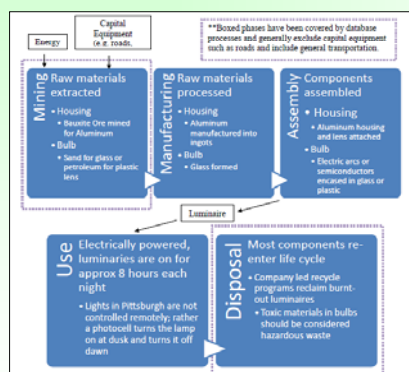 Energy
Capital
Equipment
(e.g. roads,
**Boxed phases have been covered by database
processes and generally exclude capital equipment
such as roads and include general transportation.
Mining
Raw materials
extracted
• Housing
• Bauxite Ore mined
for Aluminum
• Bulb
• Sand for glass or
petroleum for plastic
lens
Manufacturing
Raw materials
processed
• Housing
• Aluminum
manufactured into
ingots
• Bulb
• Glass formed
Assembly
Components
assembled
• Housing
• Aluminum housing
and lens attached
• Bulb
• Electric arcs or
semiconductors
encased in glass or
plastic
Luminaire
Use
Electrically powered,
luminaries are on for
approx 8 hours each
night
• Lights in Pittsburgh are not
controlled remotely; rather
a photocell turns the lamp
on at dusk and turns it off
dawn
Disposal
Most components re-
enter life cycle
• Company led recycle
programs reclaim burnt-
out luminaires
• Toxic materials in bulbs
should be considered
hazardous waste